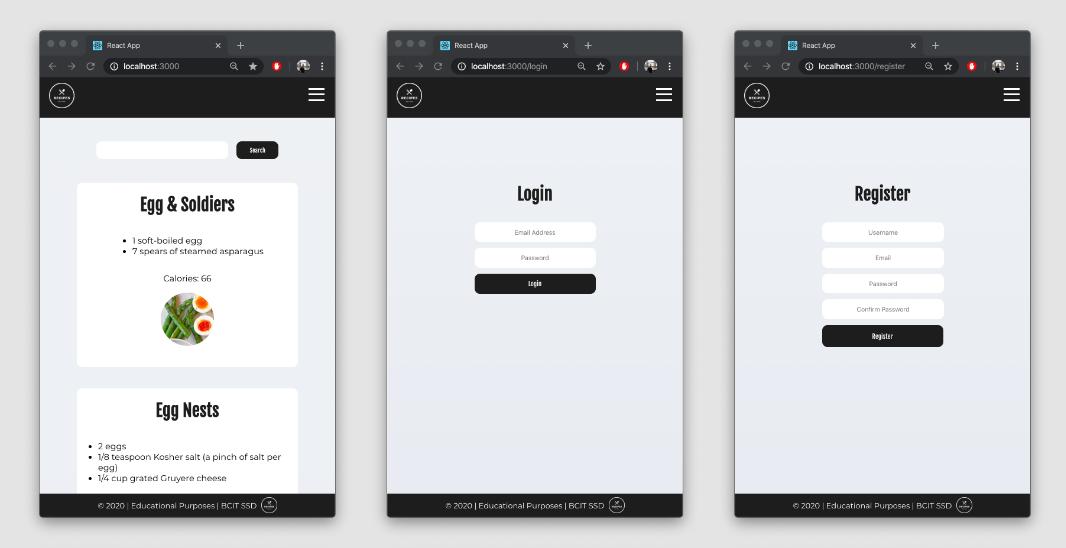 React App
localhost:3000
RECIPES
Search
Egg & Soldiers
1 soft-boiled egg
7 spears of steamed asparagus
Calories: 66
Egg Nests
2 eggs
1/8 teaspoon Kosher salt (a pinch of salt per
egg)
1/4 cup grated Gruyere cheese
© 2020 | Educational Purposes | BCIT SSD
React App
localhost:3000/login
RECIPES
Login
Email Address
Password
Login
© 2020 | Educational Purposes | BCIT SSD
React App
localhost:3000/register
RECIPES
Register
Username
Email
Password
Confirm Password
Register
© 2020 | Educational Purposes | BCIT SSD